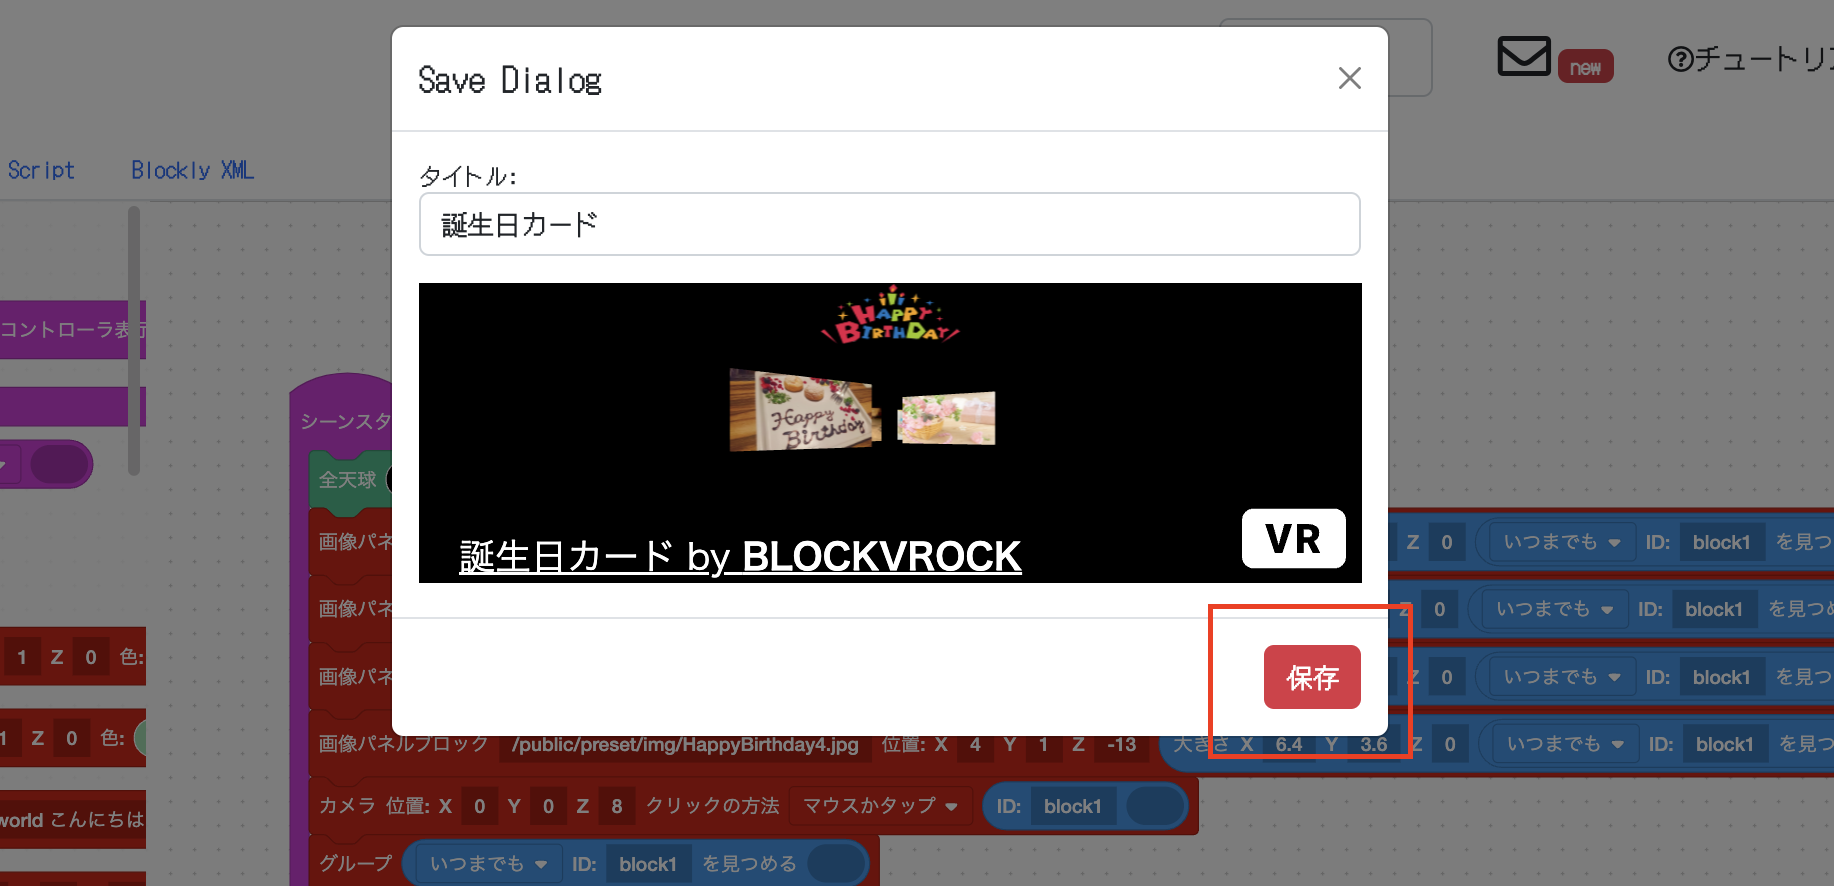 Save Dialog
new
チュートリ
Script
Blockly XML
タイトル:
誕生日カード
HAPPY
BIRTHDAY
Happy
Birthday
誕生日カード by BLOCKVROCK
VR
保存
コントローラ表示
シーンスタ
全天球
画像パネ
Z 0 いつまでも ID: block1 を見つ
画像パネ
Z 0 いつまでも ID: block1 を見つめ
1 Z 0 色:
画像パネ
Z 0 いつまでも ID: block1 を見つ
1 Z 0 色:
画像パネルブロック /public/preset/img/HappyBirthday4.jpg 位置: X 4 Y 1 Z -13 大きさ X 6.4 Y 3.6 Z 0 いつまでも ID: block1 を見つ
world こんにちは
カメラ 位置: X 0 Y 0 Z 8 クリックの方法 マウスかタップ ID: block1
グループ いつまでも ID: block1 を見つめる